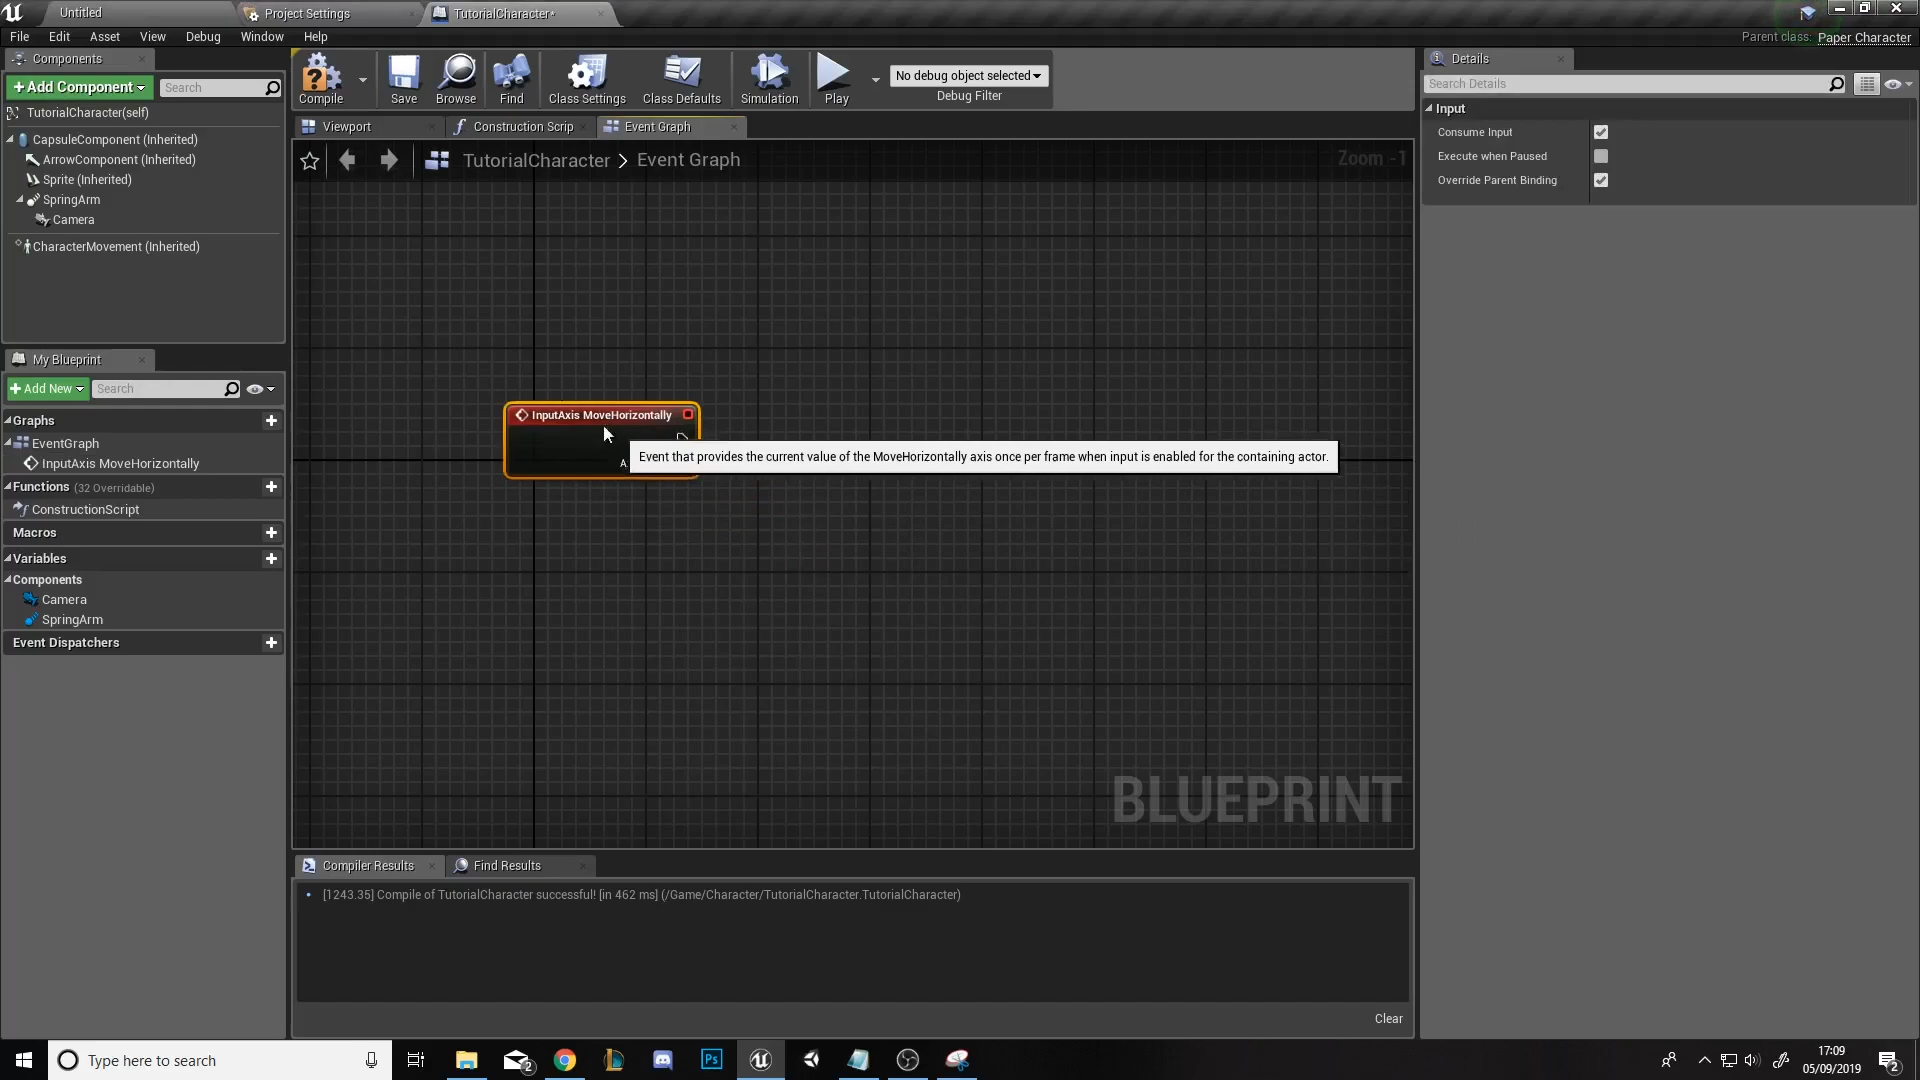 Untitled
Project Settings
TutorialCharacter*
File Edit Asset View Debug Window Help
Parent class: Paper Character
Components
+ Add Component
Search
TutorialCharacter(self)
CapsuleComponent (Inherited)
ArrowComponent (Inherited)
Sprite (Inherited)
SpringArm
Camera
CharacterMovement (Inherited)
My Blueprint
+ Add New
Search
Graphs
EventGraph
InputAxis MoveHorizontally
Functions (32 Overridable)
ConstructionScript
Macros
Variables
Components
Camera
SpringArm
Event Dispatchers
Compile
Save
Browse
Find
Class Settings
Class Defaults
Simulation
Play
No debug object selected
Debug Filter
Viewport
Construction Scrip
Event Graph
TutorialCharacter > Event Graph
Zoom -1
InputAxis MoveHorizontally
A
Event that provides the current value of the MoveHorizontally axis once per frame when input is enabled for the containing actor.
BLUEPRINT
Compiler Results
Find Results
[1243.35] Compile of TutorialCharacter successful! [in 462 ms] (/Game/Character/TutorialCharacter.TutorialCharacter)
Clear
Details
Search Details
Input
Consume Input
Execute when Paused
Override Parent Binding
Type here to search
2
Ps
17:09
05/09/2019
2